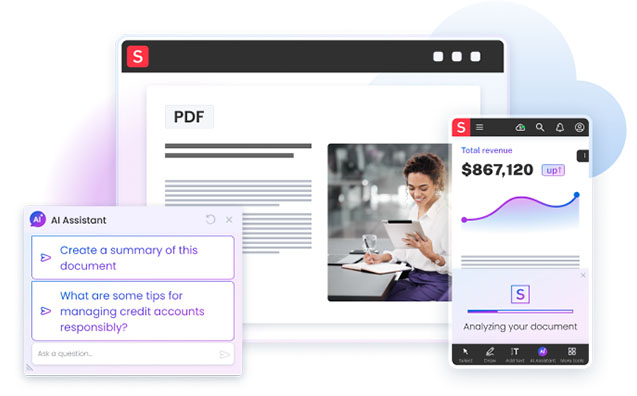 S
PDF
S
Total revenue
$867,120 up!
AI AI Assistant
Create a summary of this
document
What are some tips for
managing credit accounts
responsibly?
Ask a question...
S
Analyzing your document
Select Draw Add text AI Assistant More tools